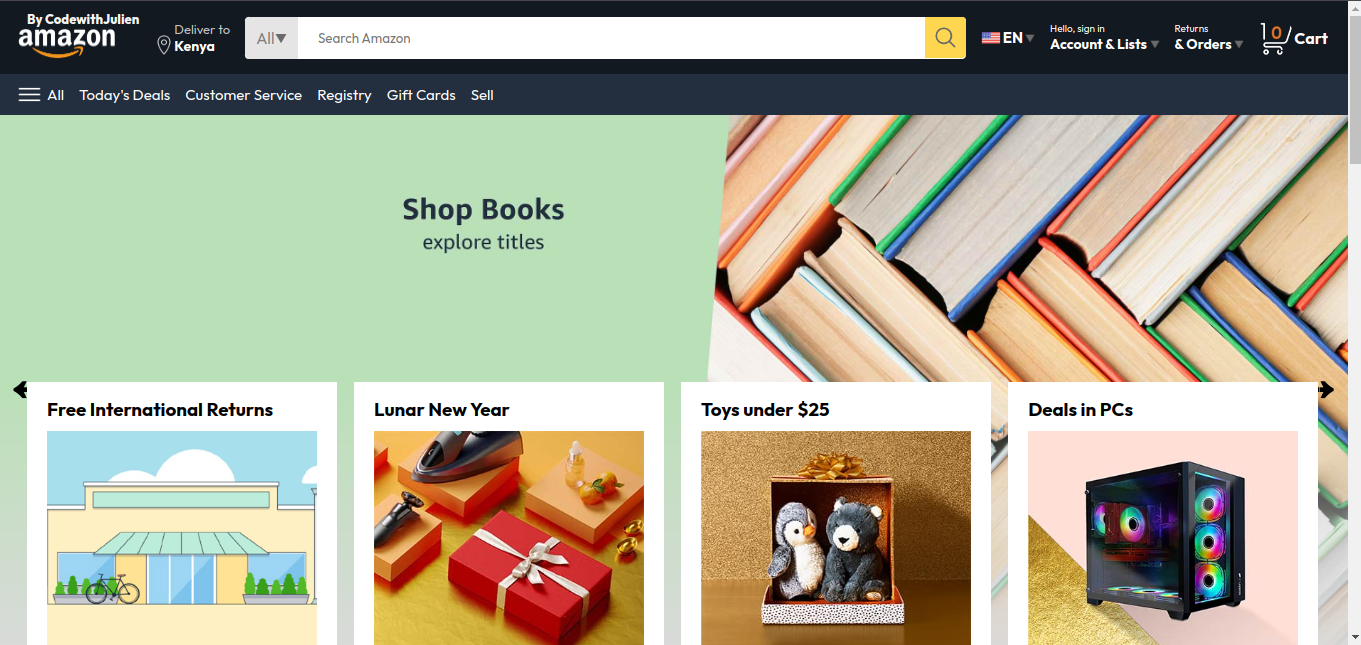 By CodewithJulien
amazon
Deliver to
Kenya
All▼
Search Amazon
EN▼
Hello, sign in
Account & Lists▼
Returns
& Orders▼
0
Cart
All
Today's Deals
Customer Service
Registry
Gift Cards
Sell
Shop Books
explore titles
Free International Returns
Lunar New Year
Toys under $25
Deals in PCs